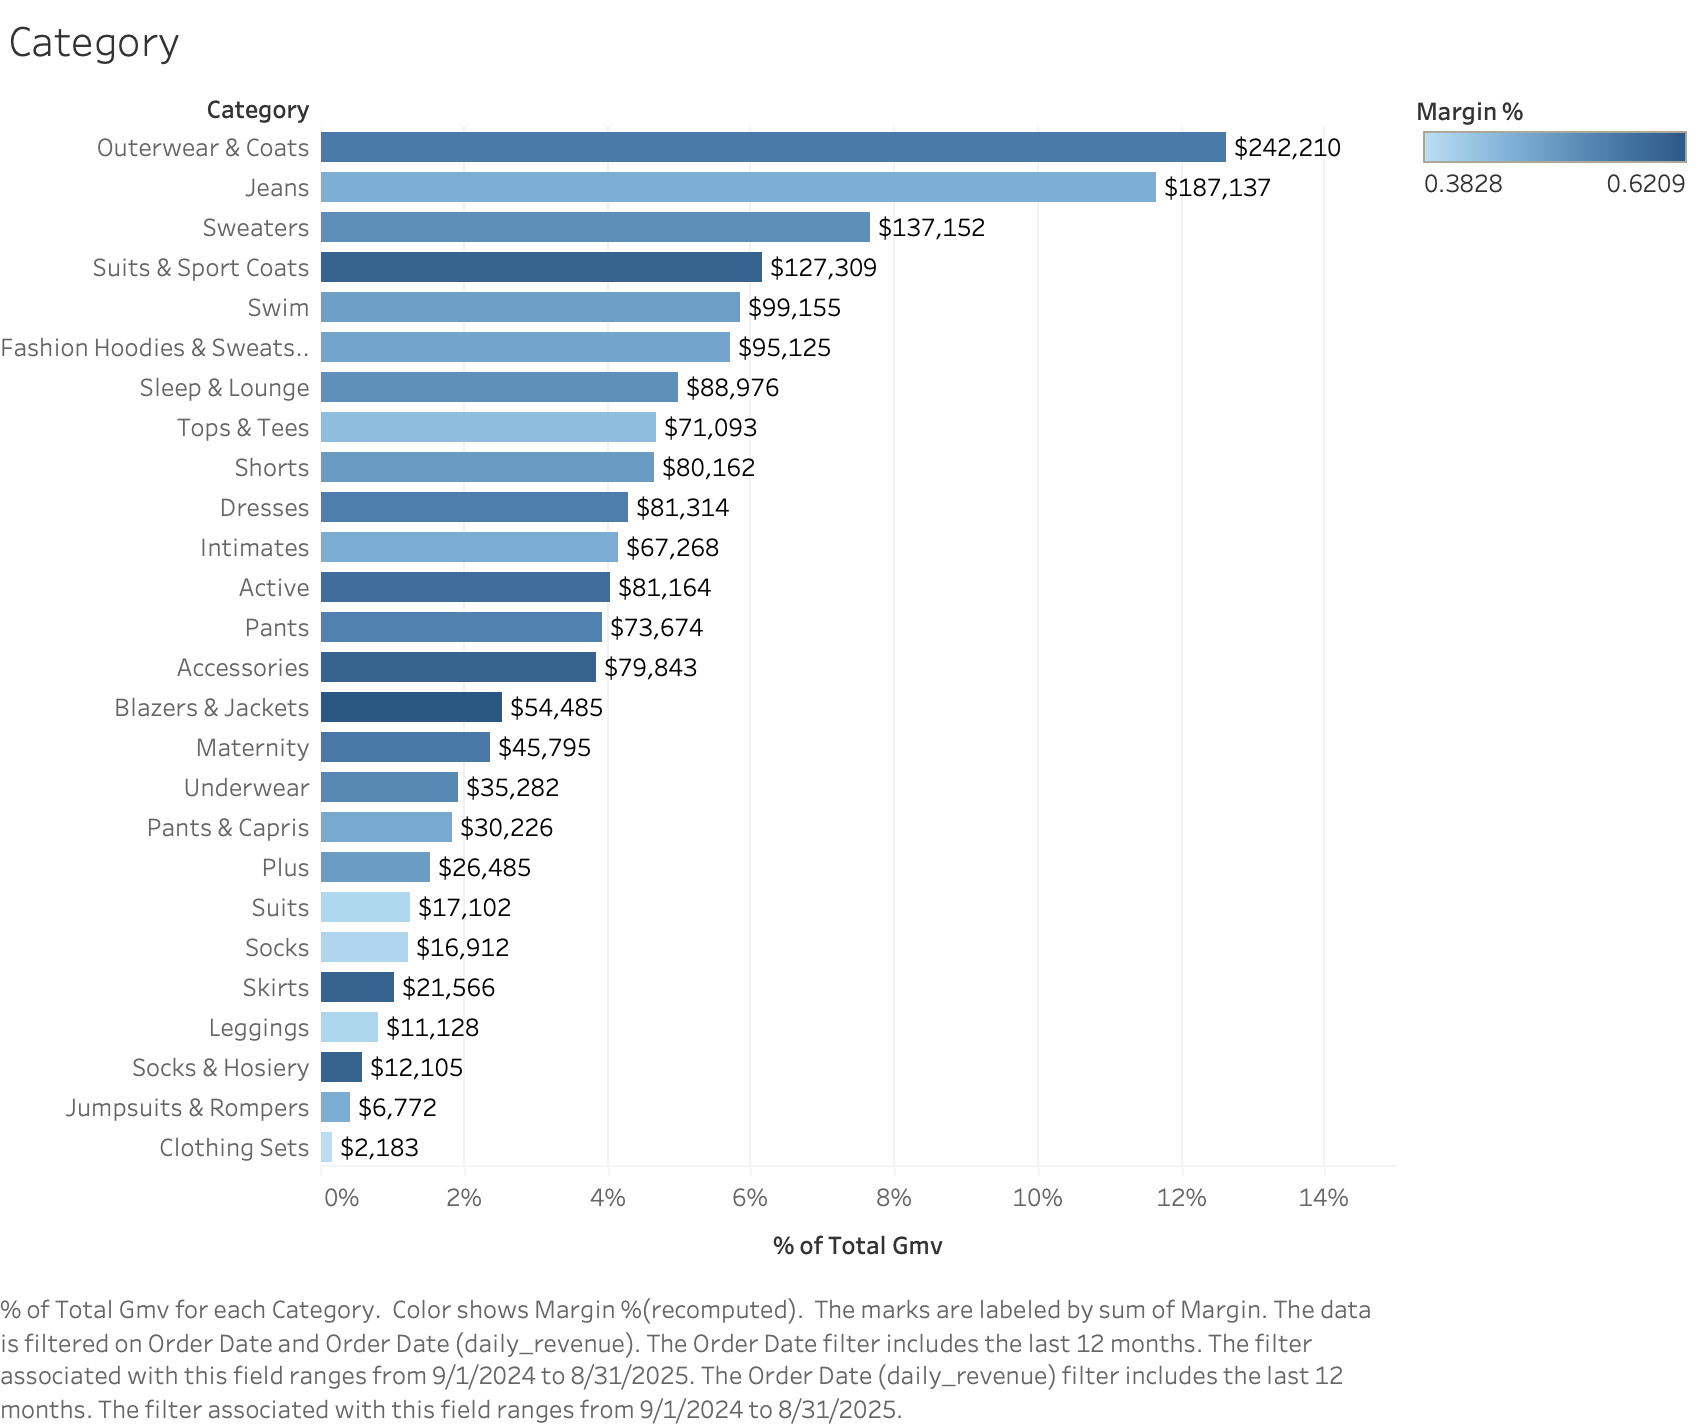 Category
Category
Margin %
0.3828 0.6209
Outerwear & Coats $242,210
Jeans $187,137
Sweaters $137,152
Suits & Sport Coats $127,309
Swim $99,155
Fashion Hoodies & Sweats.. $95,125
Sleep & Lounge $88,976
Tops & Tees $71,093
Shorts $80,162
Dresses $81,314
Intimates $67,268
Active $81,164
Pants $73,674
Accessories $79,843
Blazers & Jackets $54,485
Maternity $45,795
Underwear $35,282
Pants & Capris $30,226
Plus $26,485
Suits $17,102
Socks $16,912
Skirts $21,566
Leggings $11,128
Socks & Hosiery $12,105
Jumpsuits & Rompers $6,772
Clothing Sets $2,183
0% 2% 4% 6% 8% 10% 12% 14%
% of Total Gmv
% of Total Gmv for each Category.  Color shows Margin %(recomputed).  The marks are labeled by sum of Margin. The data
is filtered on Order Date and Order Date (daily_revenue). The Order Date filter includes the last 12 months. The filter
associated with this field ranges from 9/1/2024 to 8/31/2025. The Order Date (daily_revenue) filter includes the last 12
months. The filter associated with this field ranges from 9/1/2024 to 8/31/2025.